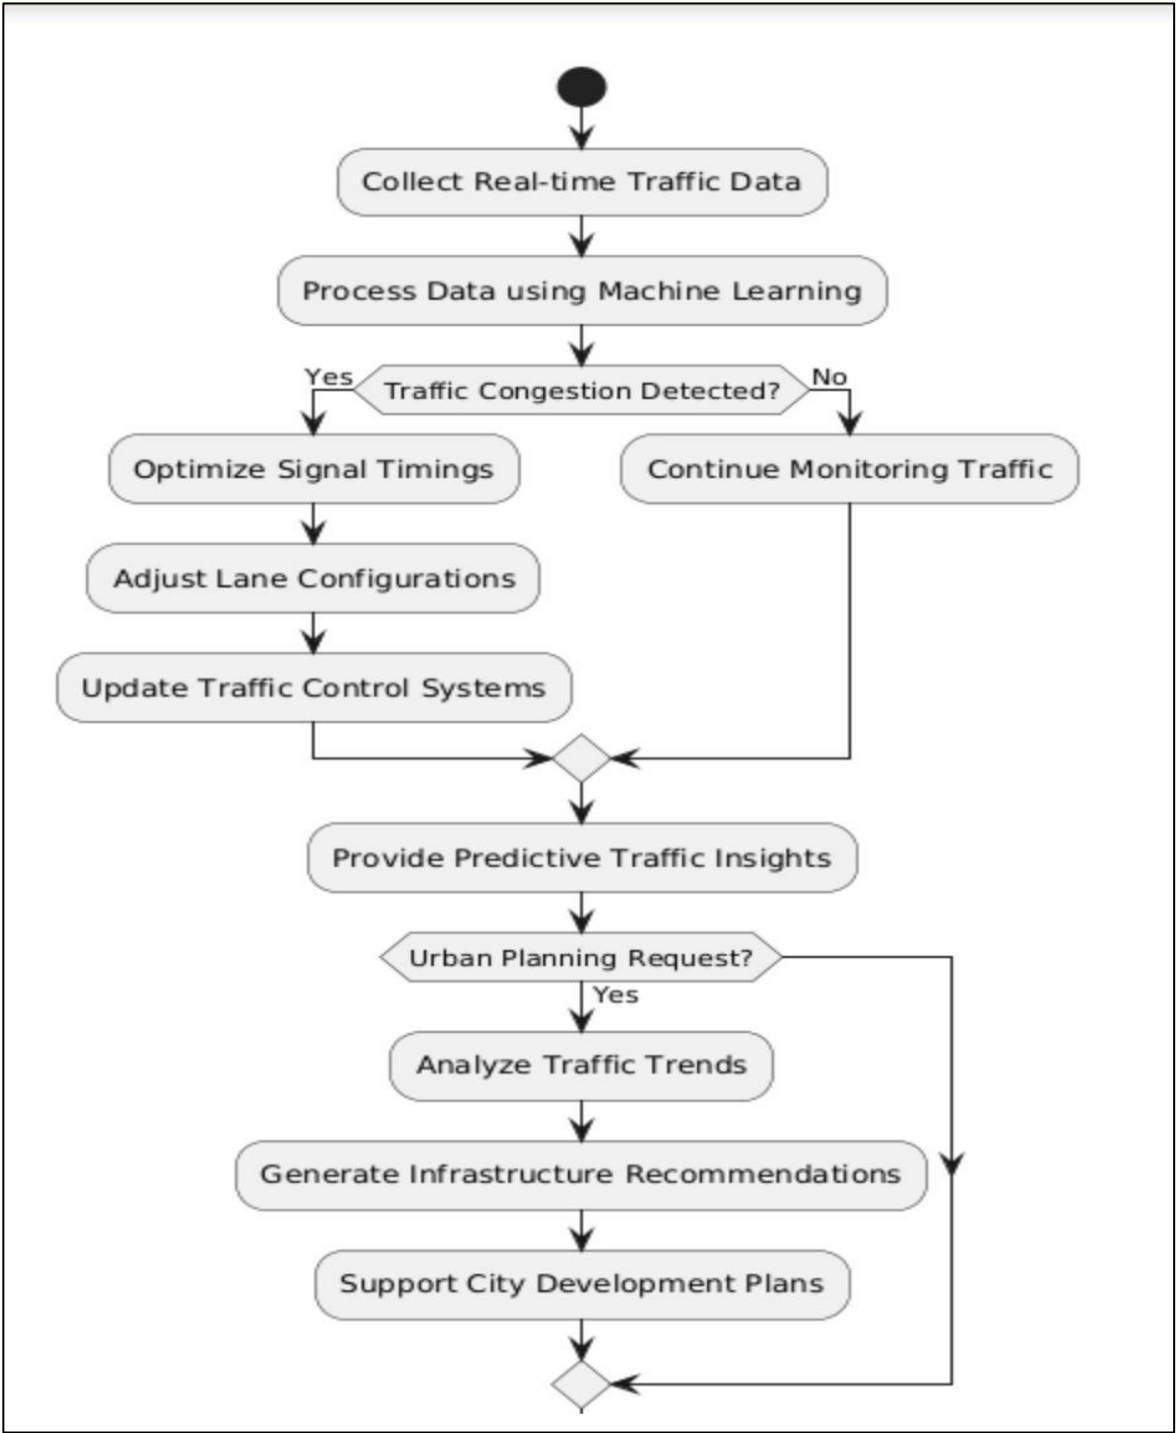 Collect Real-time Traffic Data
Process Data using Machine Learning
Yes
Traffic Congestion Detected?
No
Optimize Signal Timings
Continue Monitoring Traffic
Adjust Lane Configurations
Update Traffic Control Systems
Provide Predictive Traffic Insights
Urban Planning Request?
Yes
Analyze Traffic Trends
Generate Infrastructure Recommendations
Support City Development Plans